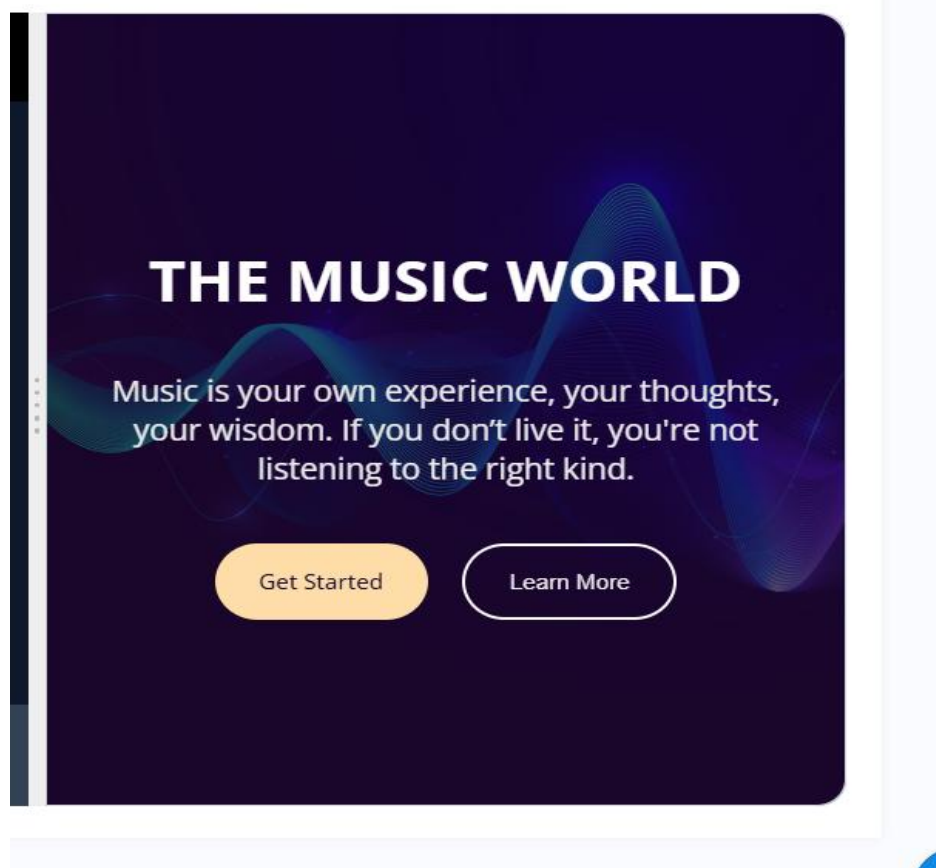 THE MUSIC WORLD
Music is your own experience, your thoughts,
your wisdom. If you don’t live it, you're not
listening to the right kind.
Get Started
Learn More